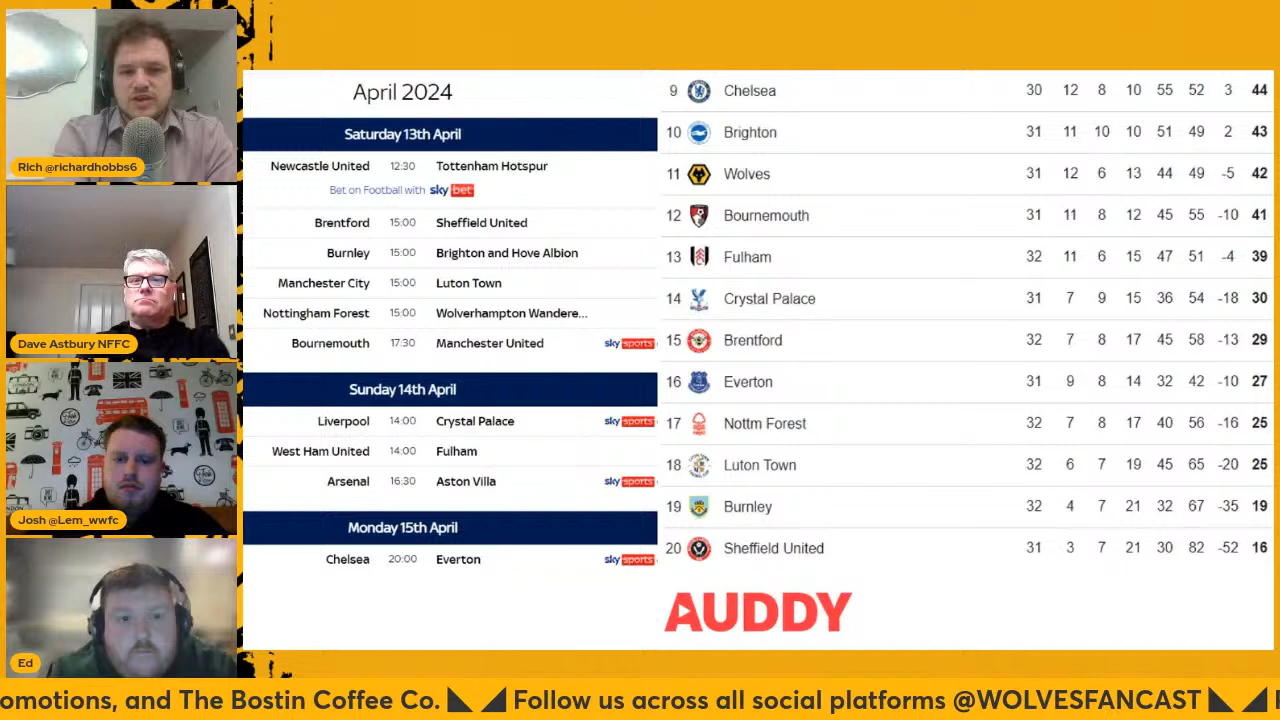 Rich @richardhobbs6
Dave Astbury NFFC
Josh @Lem_wwfc
Ed
April 2024
Saturday 13th April
Newcastle United 12:30 Tottenham Hotspur
Bet on Football with sky bet
Brentford 15:00 Sheffield United
Burnley 15:00 Brighton and Hove Albion
Manchester City 15:00 Luton Town
Nottingham Forest 15:00 Wolverhampton Wandere...
Bournemouth 17:30 Manchester United sky sports
Sunday 14th April
Liverpool 14:00 Crystal Palace sky sports
West Ham United 14:00 Fulham
Arsenal 16:30 Aston Villa sky sports
Monday 15th April
Chelsea 20:00 Everton sky sports
9 Chelsea 30 12 8 10 55 52 3 44
10 Brighton 31 11 10 10 51 49 2 43
11 Wolves 31 12 6 13 44 49 -5 42
12 Bournemouth 31 11 8 12 45 55 -10 41
13 Fulham 32 11 6 15 47 51 -4 39
14 Crystal Palace 31 7 9 15 36 54 -18 30
15 Brentford 32 7 8 17 45 58 -13 29
16 Everton 31 9 8 14 32 42 -10 27
17 Nottm Forest 32 7 8 17 40 56 -16 25
18 Luton Town 32 6 7 19 45 65 -20 25
19 Burnley 32 4 7 21 32 67 -35 19
20 Sheffield United 31 3 7 21 30 82 -52 16
AUDDY
omotions, and The Bostin Coffee Co. Follow us across all social platforms @WOLVESFANCAST